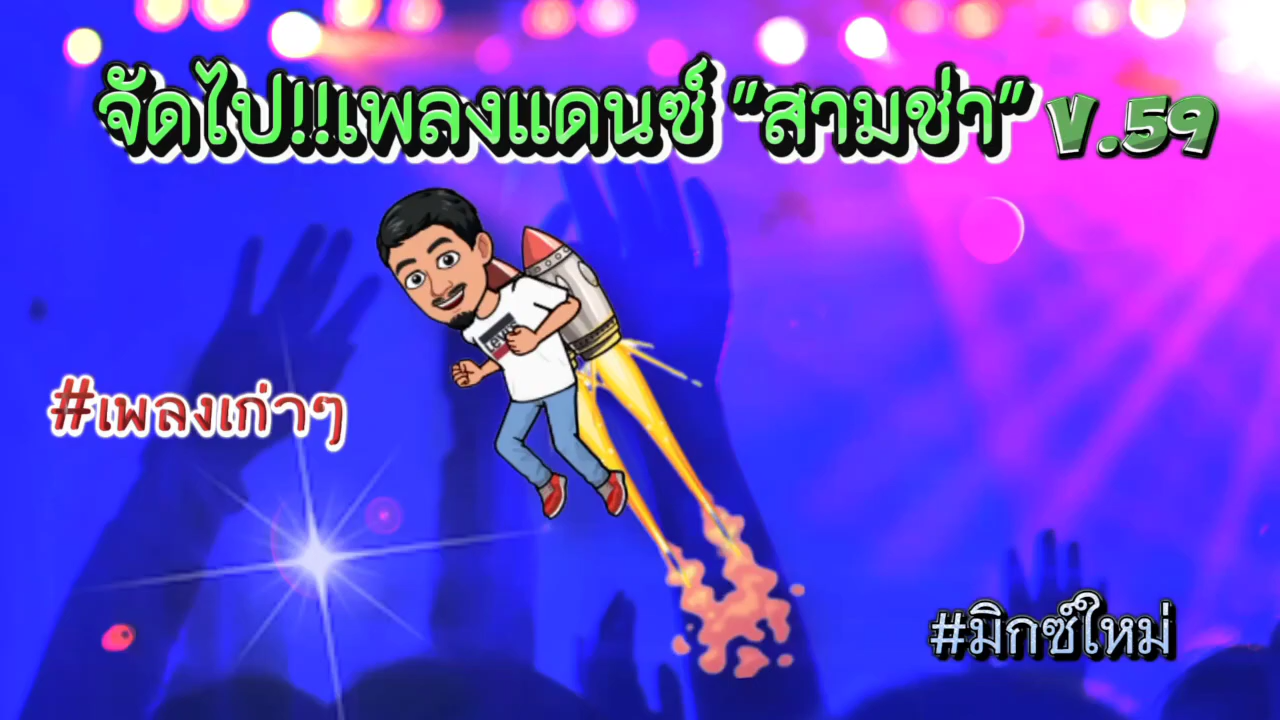 จัดไป!!เพลงแดนซ์ "สามช่า" V.59
Levi's
#เพลงเก่าๆ
#มิกซ์ใหม่